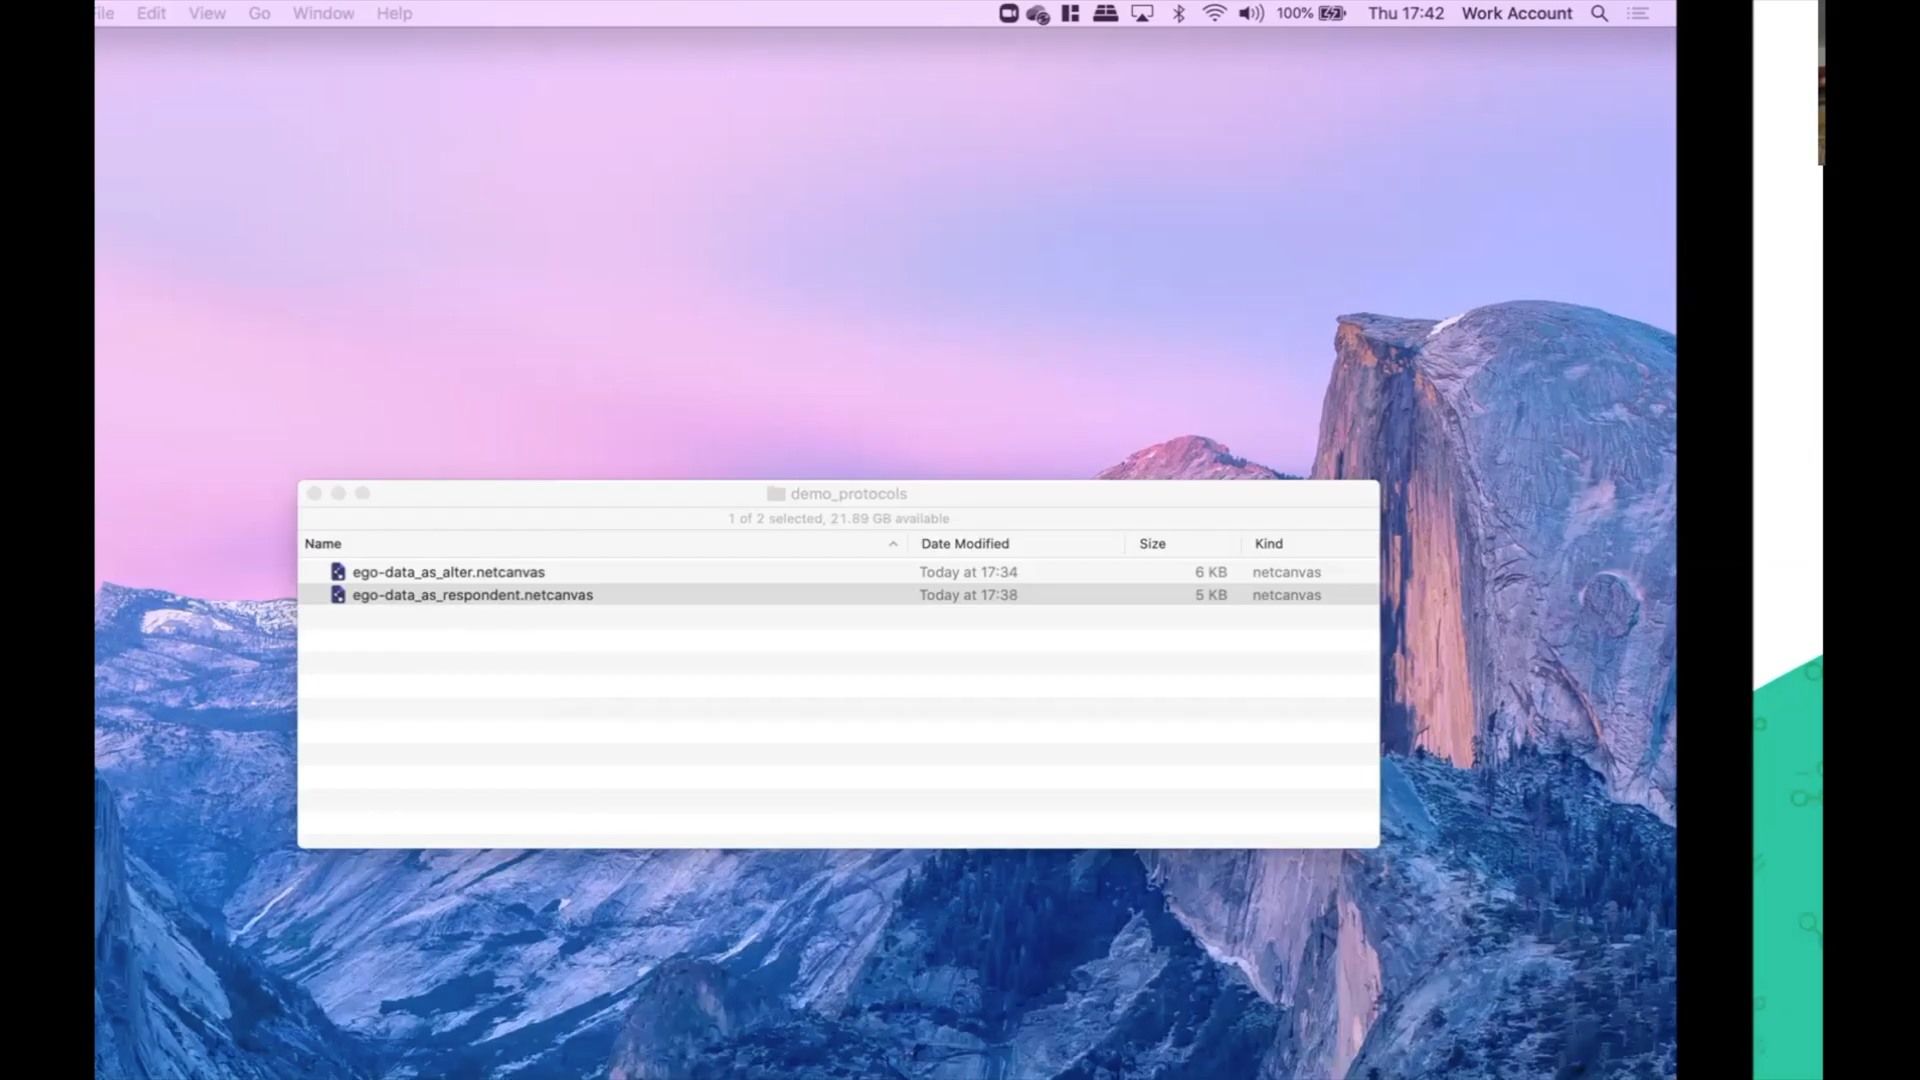 ile Edit View Go Window Help 100% Thu 17:42 Work Account
demo_protocols
1 of 2 selected, 21.89 GB available
Name Date Modified Size Kind
ego-data_as_alter.netcanvas Today at 17:34 6 KB netcanvas
ego-data_as_respondent.netcanvas Today at 17:38 5 KB netcanvas